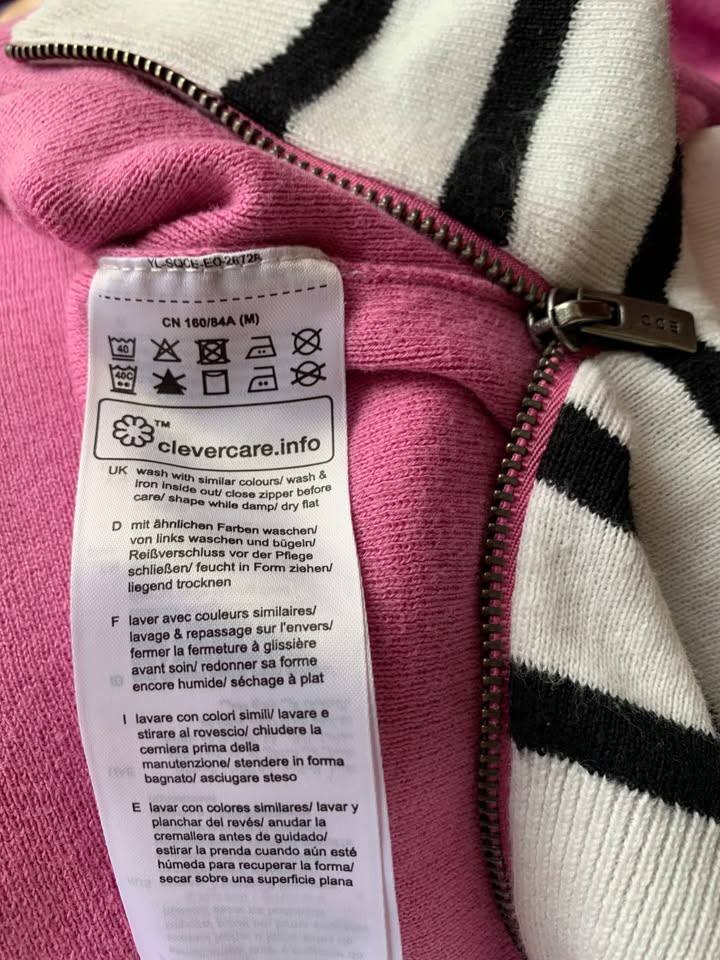 YL-SQCE-EQ-26728
CN 160/84A (M)
40
40C
™
clevercare.info
UK wash with similar colours/ wash &
iron inside out/ close zipper before
care/ shape while damp/ dry flat
D mit ähnlichen Farben waschen/
von links waschen und bügeln/
Reißverschluss vor der Pflege
schließen/ feucht in Form ziehen/
liegend trocknen
F laver avec couleurs similaires/
lavage & repassage sur l'envers/
fermer la fermeture à glissière
avant soin/ redonner sa forme
encore humide/ séchage à plat
I lavare con colori simili/ lavare e
stirare al rovescio/ chiudere la
cerniera prima della
manutenzione/ stendere in forma
bagnato/ asciugare steso
E lavar con colores similares/ lavar y
planchar del revés/ anudar la
cremallera antes de guidado/
estirar la prenda cuando aún esté
húmeda para recuperar la forma/
secar sobre una superficie plana